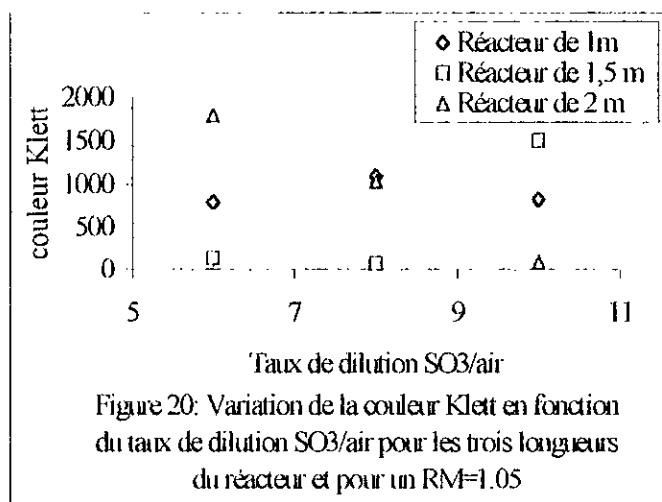 Réacteur de 1m
Réacteur de 1,5 m
Réacteur de 2 m
couleur Klett
2000
1500
1000
500
0
5
7
9
11
Taux de dilution SO3/air
Figure 20: Variation de la couleur Klett en fonction
du taux de dilution SO3/air pour les trois longueurs
du réacteur et pour un RM=1.05